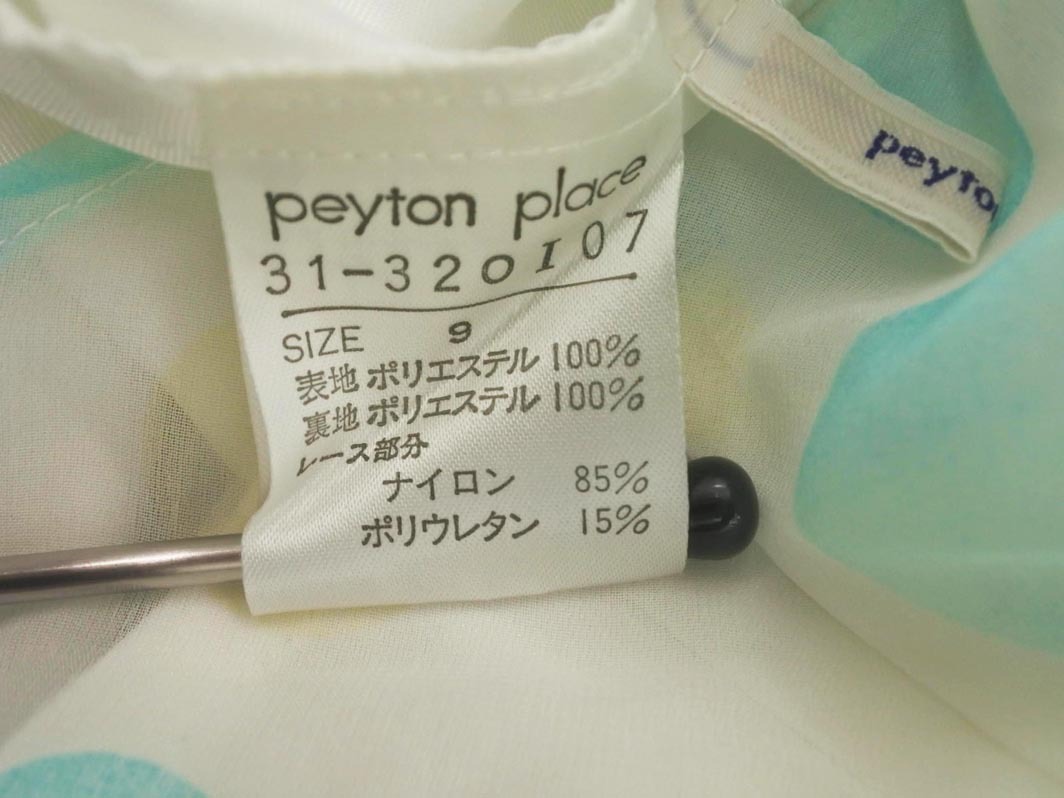 peyton place
31-320107
SIZE 9
表地 ポリエステル 100%
裏地 ポリエステル 100%
レース部分
ナイロン 85%
ポリウレタン 15%
peyto